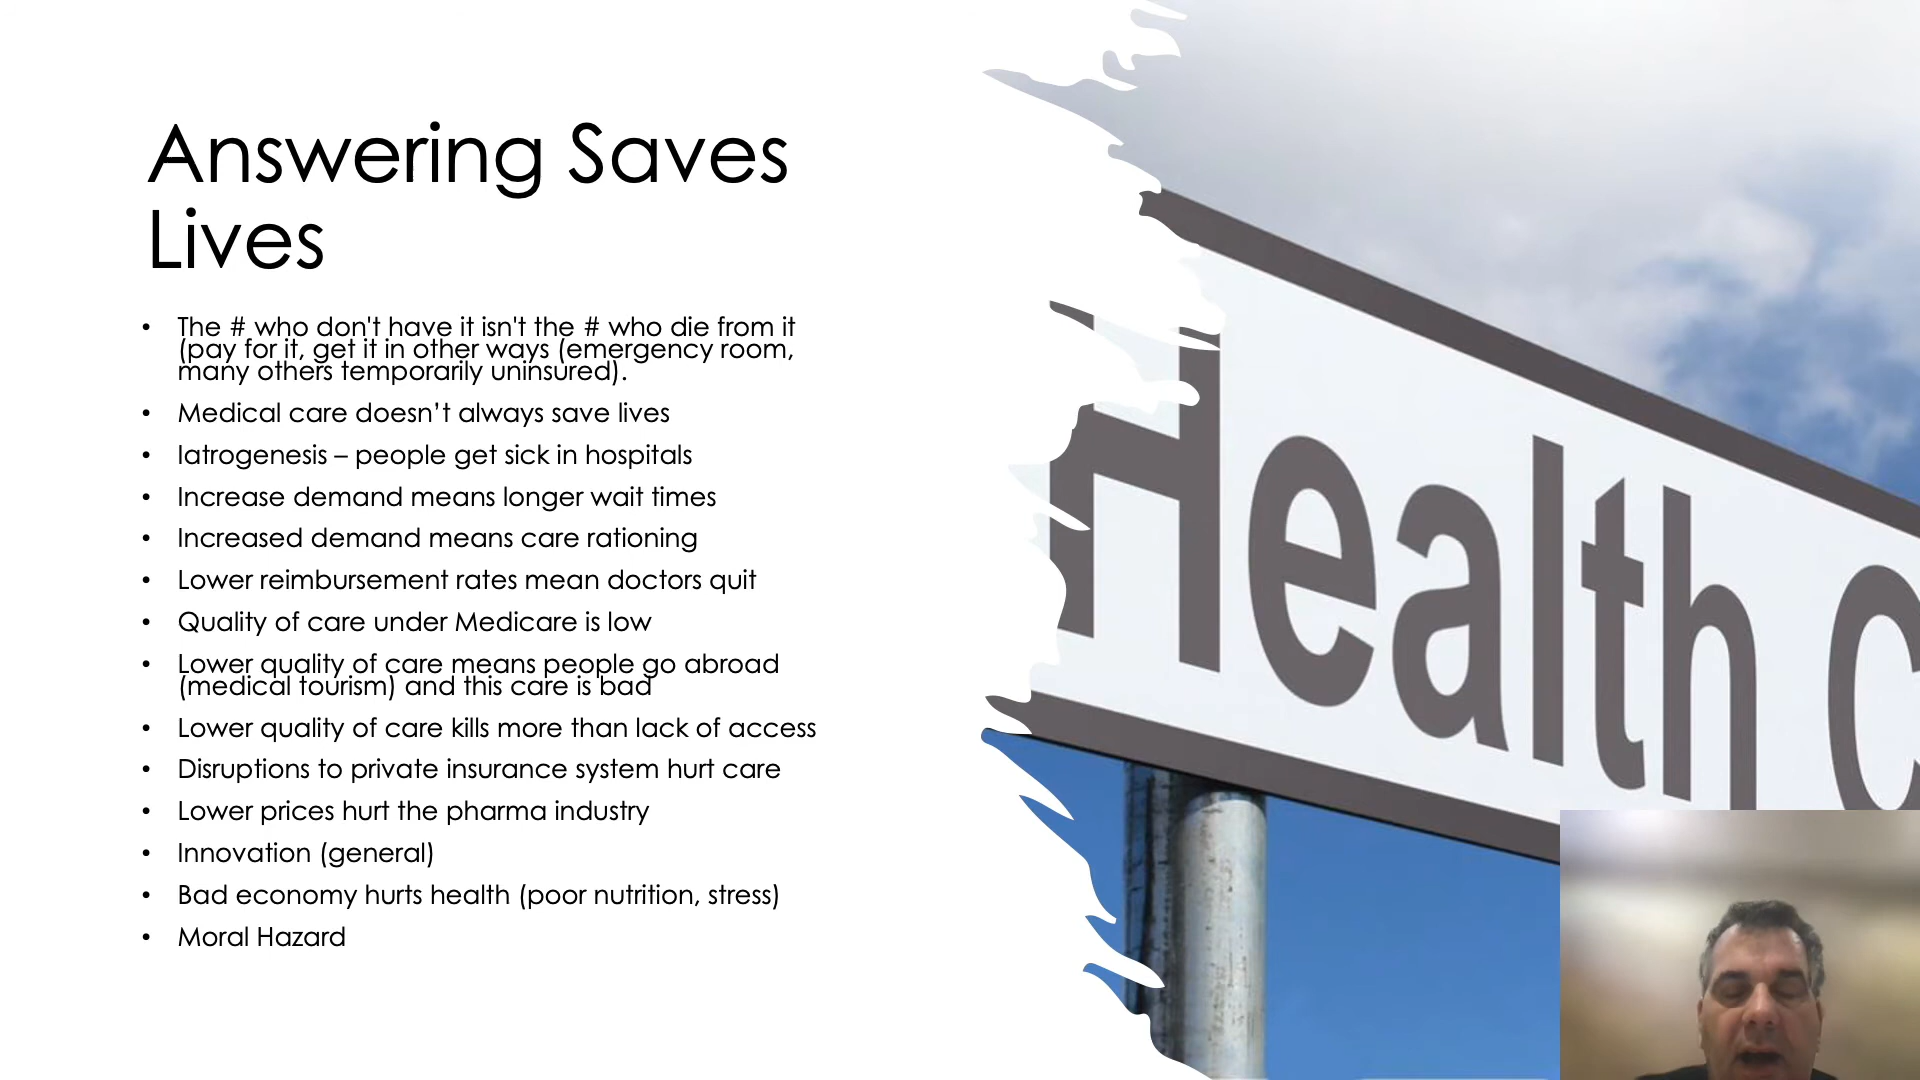 Answering Saves
Lives
• The # who don't have it isn't the # who die from it
(pay for it, get it in other ways (emergency room,
many others temporarily uninsured).
• Medical care doesn’t always save lives
• Iatrogenesis – people get sick in hospitals
• Increase demand means longer wait times
• Increased demand means care rationing
• Lower reimbursement rates mean doctors quit
• Quality of care under Medicare is low
• Lower quality of care means people go abroad
(medical tourism) and this care is bad
• Lower quality of care kills more than lack of access
• Disruptions to private insurance system hurt care
• Lower prices hurt the pharma industry
• Innovation (general)
• Bad economy hurts health (poor nutrition, stress)
• Moral Hazard
Health C